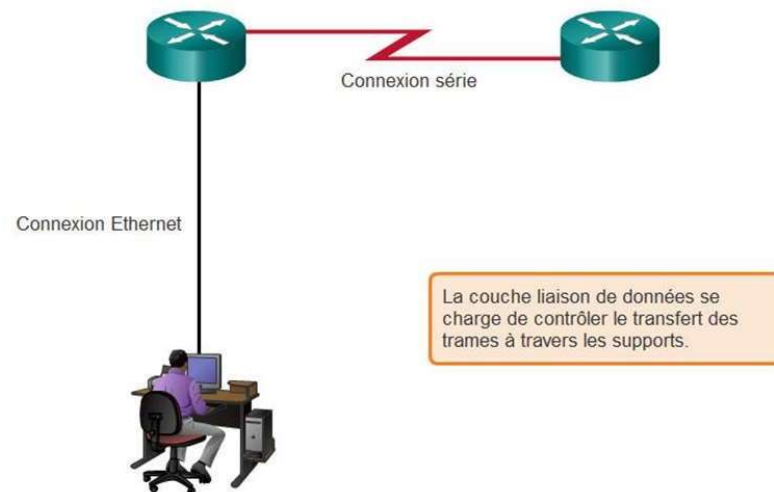 Connexion série
Connexion Ethernet
La couche liaison de données se
charge de contrôler le transfert des
trames à travers les supports.